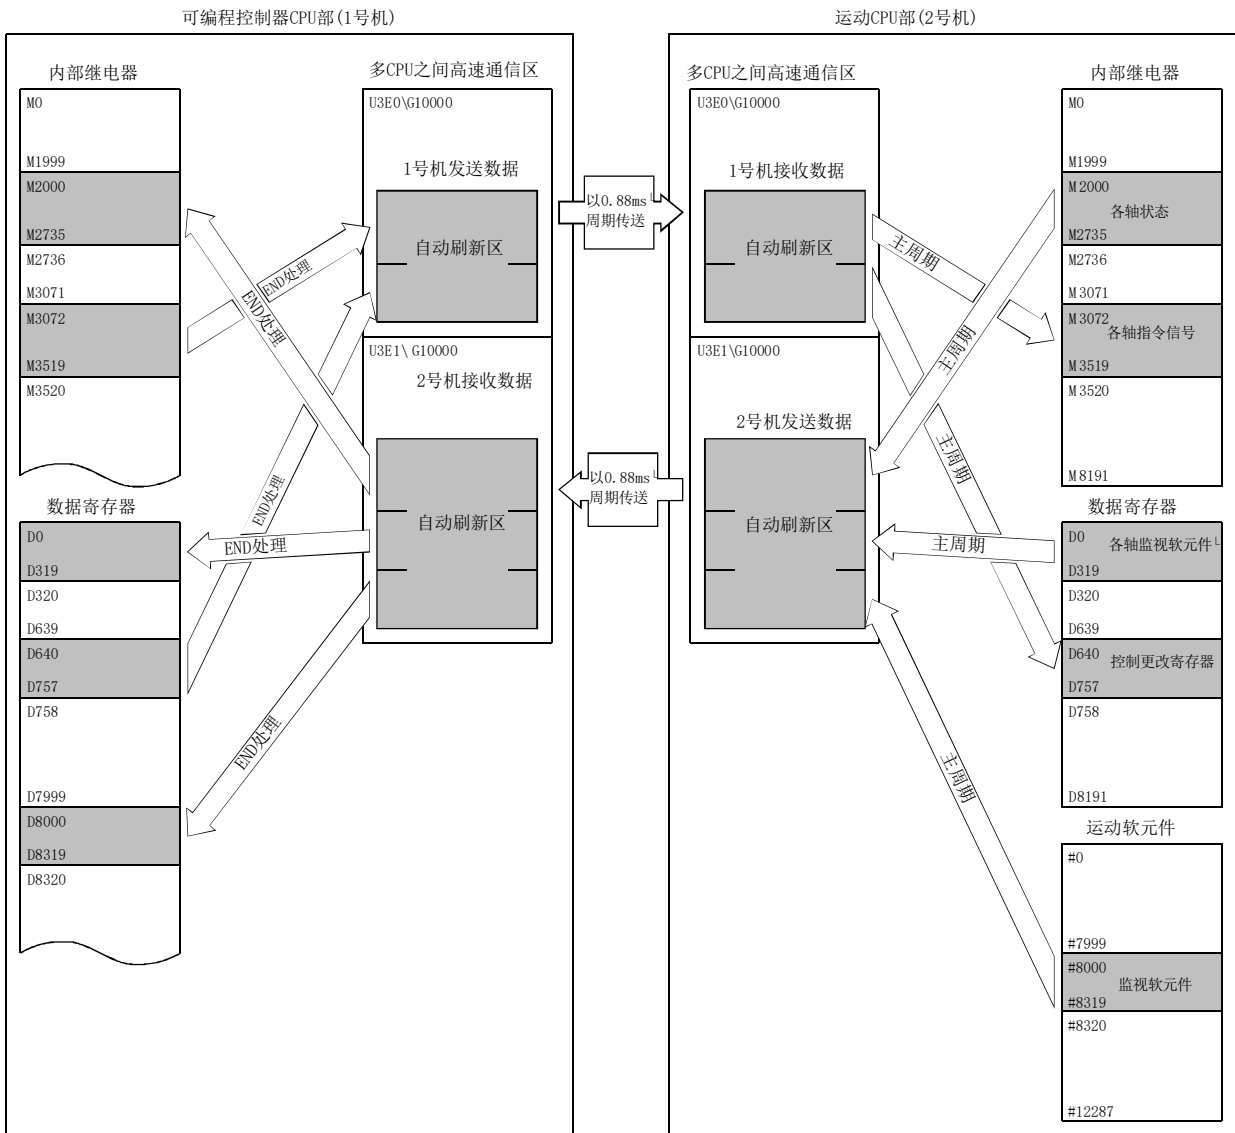 可编程控制器CPU部(1号机)
内部继电器
M0
M1999
M2000
M2735
M2736
M3071
M3072
M3519
M3520
数据寄存器
D0
D319
D320
D639
D640
D757
D758
D7999
D8000
D8319
D8320
多CPU之间高速通信区
U3E0\G10000
1号机发送数据
自动刷新区
U3E1\G10000
2号机接收数据
自动刷新区
END处理
END处理
END处理
END处理
END处理
以0.88ms
周期传送
以0.88ms
周期传送
运动CPU部(2号机)
多CPU之间高速通信区
U3E0\G10000
1号机接收数据
自动刷新区
U3E1\G10000
2号机发送数据
自动刷新区
主周期
主周期
主周期
主周期
主周期
内部继电器
M0
M1999
M2000
各轴状态
M2735
M2736
M3071
M3072
各轴指令信号
M3519
M3520
M8191
数据寄存器
D0
各轴监视软元件
D319
D320
D639
D640
控制更改寄存器
D757
D758
D8191
运动软元件
#0
#7999
#8000
监视软元件
#8319
#8320
#12287